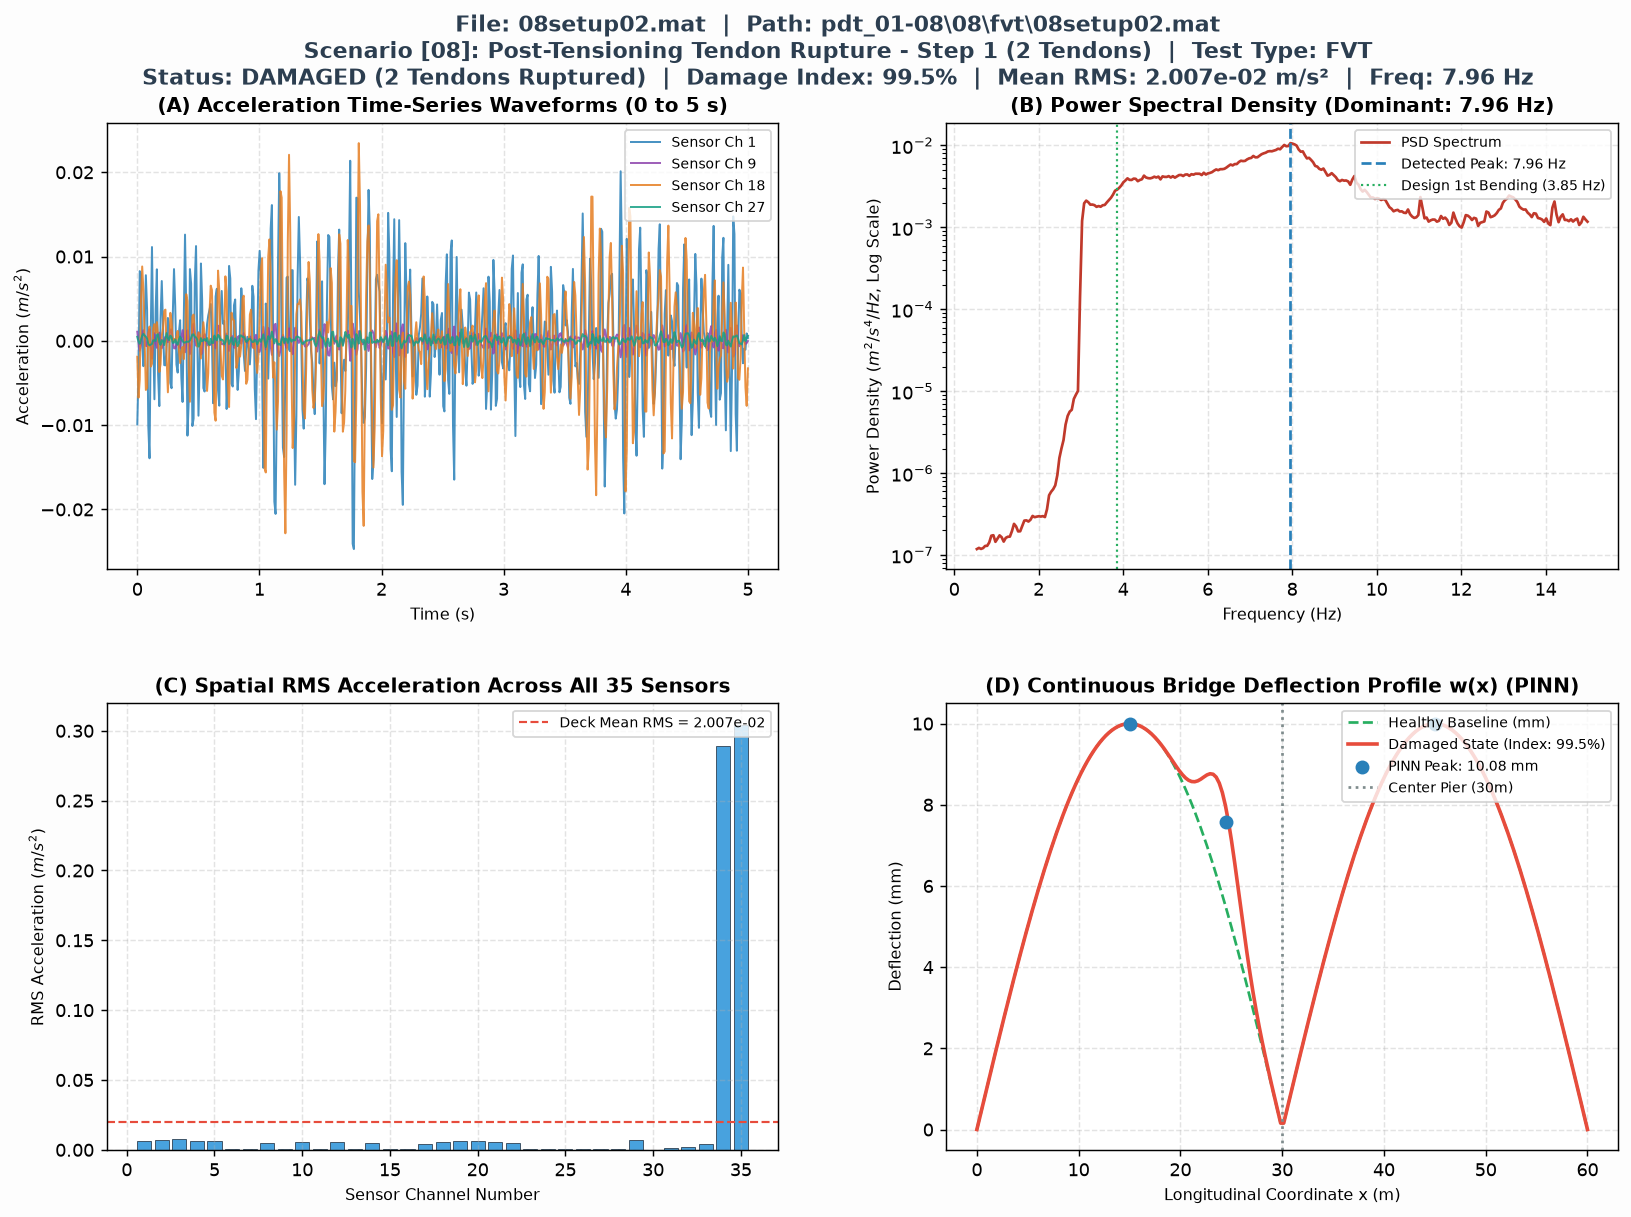 File: 08setup02.mat  |  Path: pdt_01-08\08\fvt\08setup02.mat
Scenario [08]: Post-Tensioning Tendon Rupture - Step 1 (2 Tendons)  |  Test Type: FVT
Status: DAMAGED (2 Tendons Ruptured)  |  Damage Index: 99.5%  |  Mean RMS: 2.007e-02 m/s²  |  Freq: 7.96 Hz
(A) Acceleration Time-Series Waveforms (0 to 5 s)
Sensor Ch 1
Sensor Ch 9
Sensor Ch 18
Sensor Ch 27
Acceleration (m/s²)
0.02
0.01
0.00
−0.01
−0.02
0 1 2 3 4 5
Time (s)
(B) Power Spectral Density (Dominant: 7.96 Hz)
PSD Spectrum
Detected Peak: 7.96 Hz
Design 1st Bending (3.85 Hz)
Power Density (m²/s⁴/Hz, Log Scale)
10⁻²
10⁻³
10⁻⁴
10⁻⁵
10⁻⁶
10⁻⁷
0 2 4 6 8 10 12 14
Frequency (Hz)
(C) Spatial RMS Acceleration Across All 35 Sensors
Deck Mean RMS = 2.007e-02
RMS Acceleration (m/s²)
0.30
0.25
0.20
0.15
0.10
0.05
0.00
0 5 10 15 20 25 30 35
Sensor Channel Number
(D) Continuous Bridge Deflection Profile w(x) (PINN)
Healthy Baseline (mm)
Damaged State (Index: 99.5%)
PINN Peak: 10.08 mm
Center Pier (30m)
Deflection (mm)
10
8
6
4
2
0
0 10 20 30 40 50 60
Longitudinal Coordinate x (m)